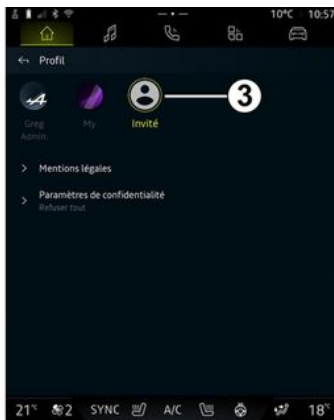 10°C 10:57
Profil
3
Greg
Admin.
My
Invité
Mentions légales
Paramètres de confidentialité
Refuser tout
21°C 2 SYNC A/C 18°